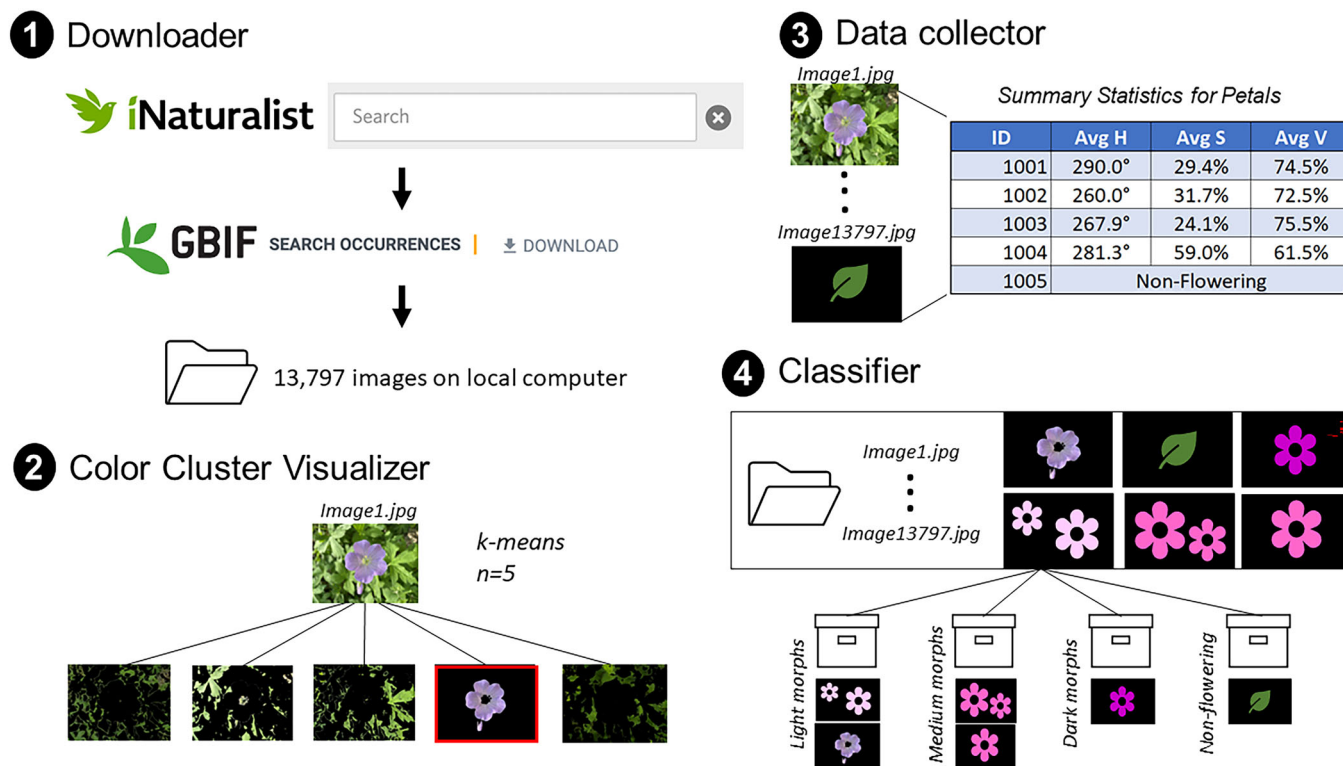 1 Downloader
iNaturalist
Search
GBIF SEARCH OCCURRENCES | DOWNLOAD
13,797 images on local computer
2 Color Cluster Visualizer
Image1.jpg
k-means
n=5
3 Data collector
Image1.jpg
Image13797.jpg
Summary Statistics for Petals
ID Avg H Avg S Avg V
1001 290.0° 29.4% 74.5%
1002 260.0° 31.7% 72.5%
1003 267.9° 24.1% 75.5%
1004 281.3° 59.0% 61.5%
1005 Non-Flowering
4 Classifier
Image1.jpg
Image13797.jpg
Light morphs
Medium morphs
Dark morphs
Non-flowering